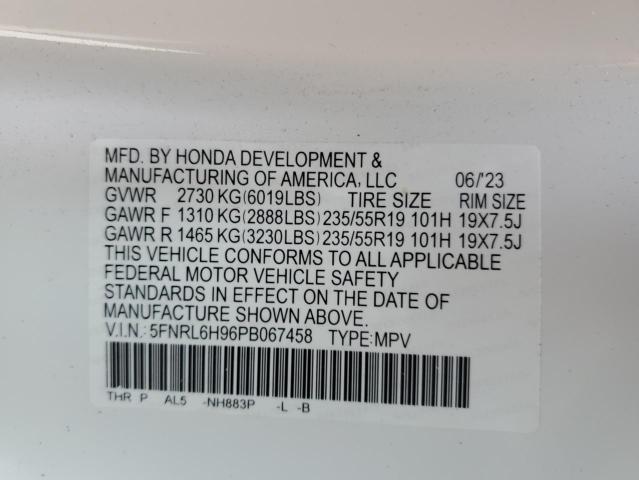 MFD. BY HONDA DEVELOPMENT &
MANUFACTURING OF AMERICA, LLC 06/'23
GVWR 2730 KG(6019LBS) TIRE SIZE RIM SIZE
GAWR F 1310 KG(2888LBS) 235/55R19 101H 19X7.5J
GAWR R 1465 KG(3230LBS) 235/55R19 101H 19X7.5J
THIS VEHICLE CONFORMS TO ALL APPLICABLE
FEDERAL MOTOR VEHICLE SAFETY
STANDARDS IN EFFECT ON THE DATE OF
MANUFACTURE SHOWN ABOVE.
V.I.N.: 5FNRL6H96PB067458 TYPE:MPV
THR P AL5 -NH883P -L -B